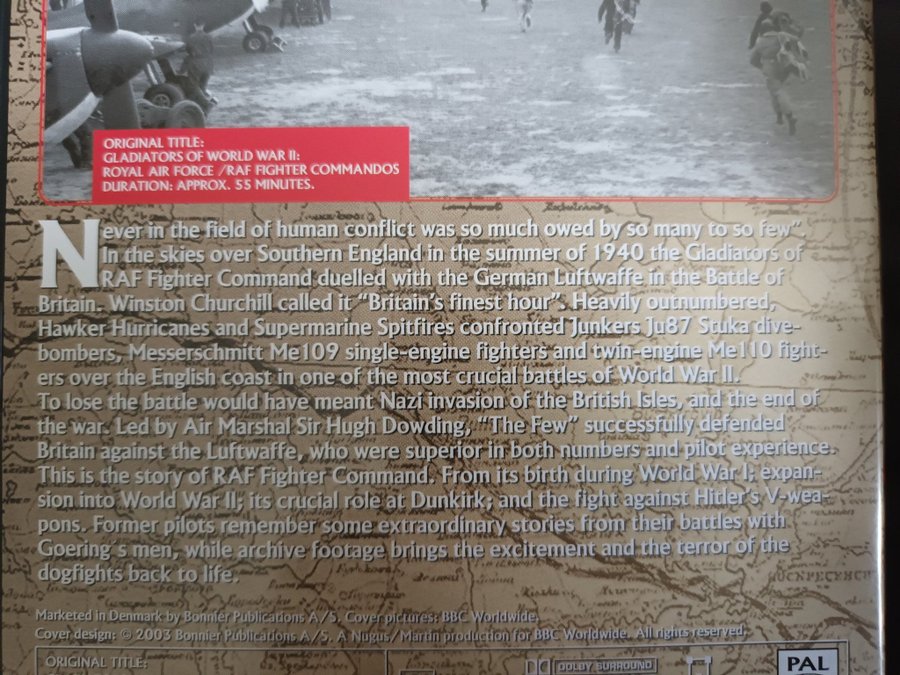 ORIGINAL TITLE:
GLADIATORS OF WORLD WAR II:
ROYAL AIR FORCE /RAF FIGHTER COMMANDOS
DURATION: APPROX. 55 MINUTES.
Never in the field of human conflict was so much owed by so many to so few”.
In the skies over Southern England in the summer of 1940 the Gladiators of
RAF Fighter Command duelled with the German Luftwaffe in the Battle of
Britain. Winston Churchill called it “Britain’s finest hour”. Heavily outnumbered,
Hawker Hurricanes and Supermarine Spitfires confronted Junkers Ju87 Stuka dive-
bombers, Messerschmitt Me109 single-engine fighters and twin-engine Me110 fight-
ers over the English coast in one of the most crucial battles of World War II.
To lose the battle would have meant Nazi invasion of the British Isles, and the end of
the war. Led by Air Marshal Sir Hugh Dowding, “The Few” successfully defended
Britain against the Luftwaffe, who were superior in both numbers and pilot experience.
This is the story of RAF Fighter Command. From its birth during World War I; expan-
sion into World War II; its crucial role at Dunkirk; and the fight against Hitler’s V-wea-
pons. Former pilots remember some extraordinary stories from their battles with
Goering´s men, while archive footage brings the excitement and the terror of the
dogfights back to life.
Marketed in Denmark by Bonnier Publications A/S. Cover pictures: BBC Worldwide.
Cover design: © 2003 Bonnier Publications A/S. A Nugus/Martin production for BBC Worldwide. All rights reserved.
ORIGINAL TITLE:
DOLBY SURROUND
PAL